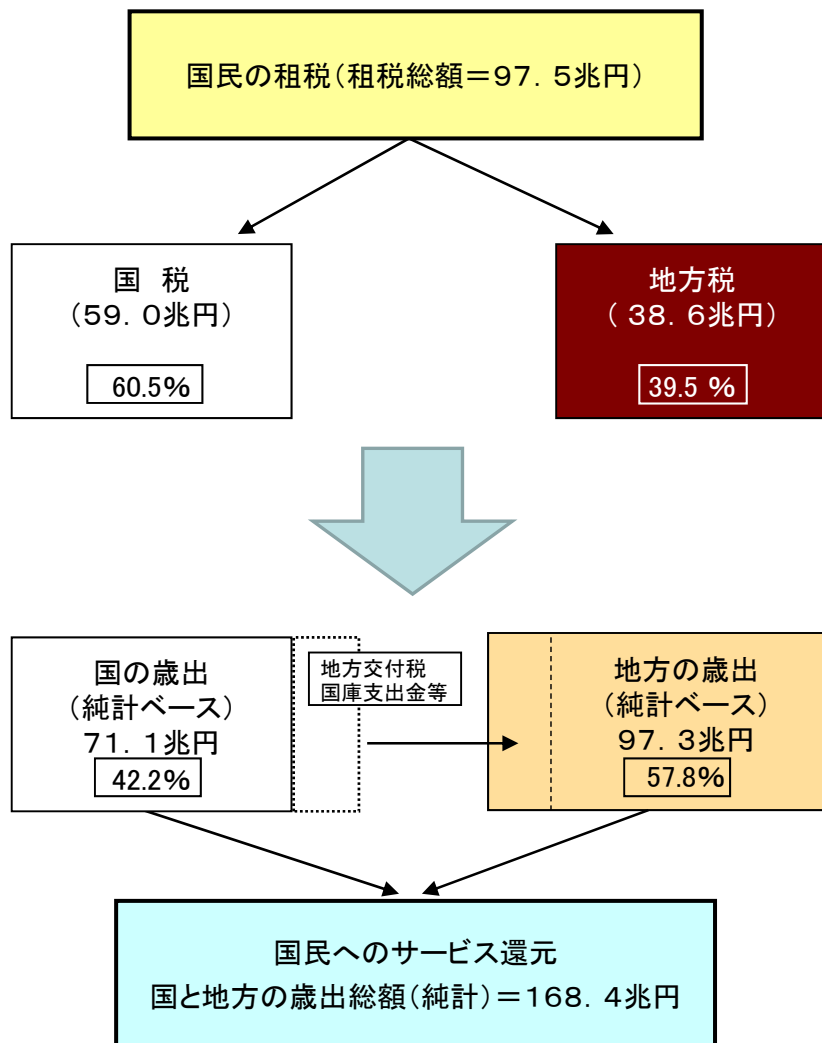 国民の租税(租税総額=97.5兆円)
国 税
(59.0兆円)
60.5%
地方税
( 38.6兆円)
39.5 %
国の歳出
(純計ベース)
71.1兆円
42.2%
地方交付税
国庫支出金等
地方の歳出
(純計ベース)
97.3兆円
57.8%
国民へのサービス還元
国と地方の歳出総額(純計)=168.4兆円